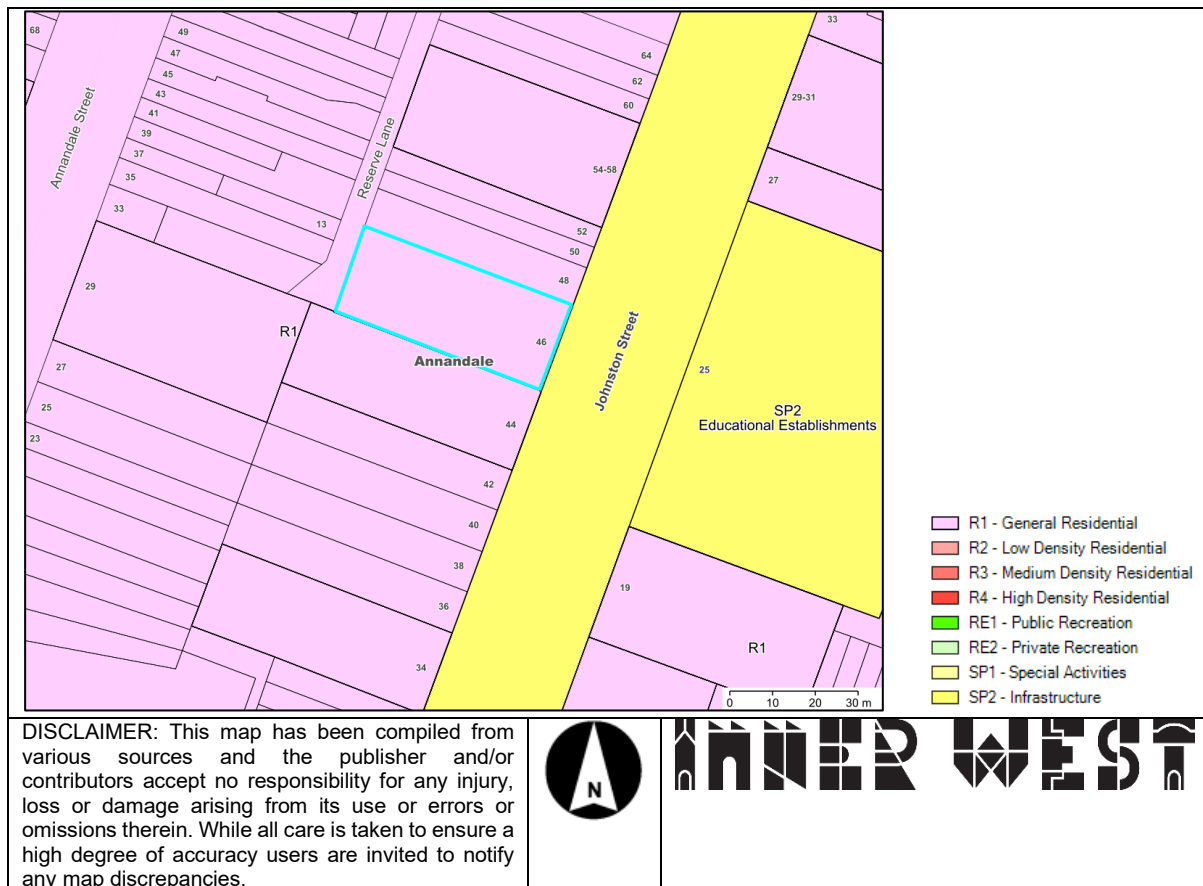 68
49
47
45
43
41
39
37
35
33
13
29
27
25
23
Annandale Street
Reserve Lane
64
62
60
54-58
52
50
48
46
R1
Annandale
44
42
40
38
36
34
Johnston Street
33
29-31
27
25
SP2
Educational Establishments
19
R1
0 10 20 30 m
R1 - General Residential
R2 - Low Density Residential
R3 - Medium Density Residential
R4 - High Density Residential
RE1 - Public Recreation
RE2 - Private Recreation
SP1 - Special Activities
SP2 - Infrastructure
DISCLAIMER: This map has been compiled from
various sources and the publisher and/or
contributors accept no responsibility for any injury,
loss or damage arising from its use or errors or
omissions therein. While all care is taken to ensure a
high degree of accuracy users are invited to notify
any map discrepancies.
N
INNER WEST